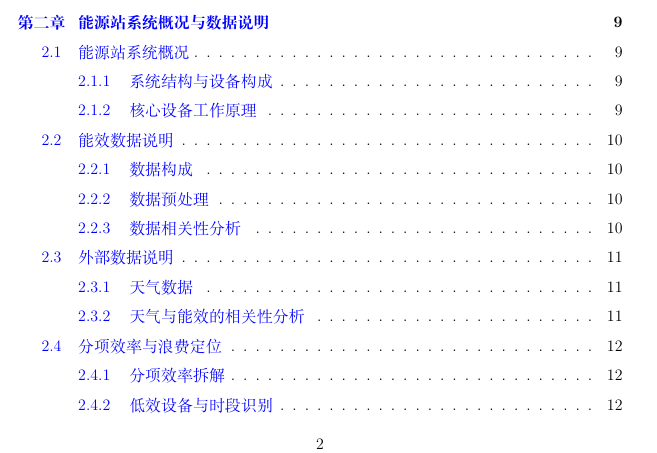 第二章 能源站系统概况与数据说明 9
2.1 能源站系统概况 . . . . . . . . . . . . . . . . . . . . . . . . . . . . . . . . . 9
2.1.1 系统结构与设备构成 . . . . . . . . . . . . . . . . . . . . . . . . . . 9
2.1.2 核心设备工作原理 . . . . . . . . . . . . . . . . . . . . . . . . . . . 9
2.2 能效数据说明 . . . . . . . . . . . . . . . . . . . . . . . . . . . . . . . . . . 10
2.2.1 数据构成 . . . . . . . . . . . . . . . . . . . . . . . . . . . . . . . . 10
2.2.2 数据预处理 . . . . . . . . . . . . . . . . . . . . . . . . . . . . . . . 10
2.2.3 数据相关性分析 . . . . . . . . . . . . . . . . . . . . . . . . . . . . 10
2.3 外部数据说明 . . . . . . . . . . . . . . . . . . . . . . . . . . . . . . . . . . 11
2.3.1 天气数据 . . . . . . . . . . . . . . . . . . . . . . . . . . . . . . . . 11
2.3.2 天气与能效的相关性分析 . . . . . . . . . . . . . . . . . . . . . . . 11
2.4 分项效率与浪费定位 . . . . . . . . . . . . . . . . . . . . . . . . . . . . . . 12
2.4.1 分项效率拆解 . . . . . . . . . . . . . . . . . . . . . . . . . . . . . . 12
2.4.2 低效设备与时段识别 . . . . . . . . . . . . . . . . . . . . . . . . . . 12
2